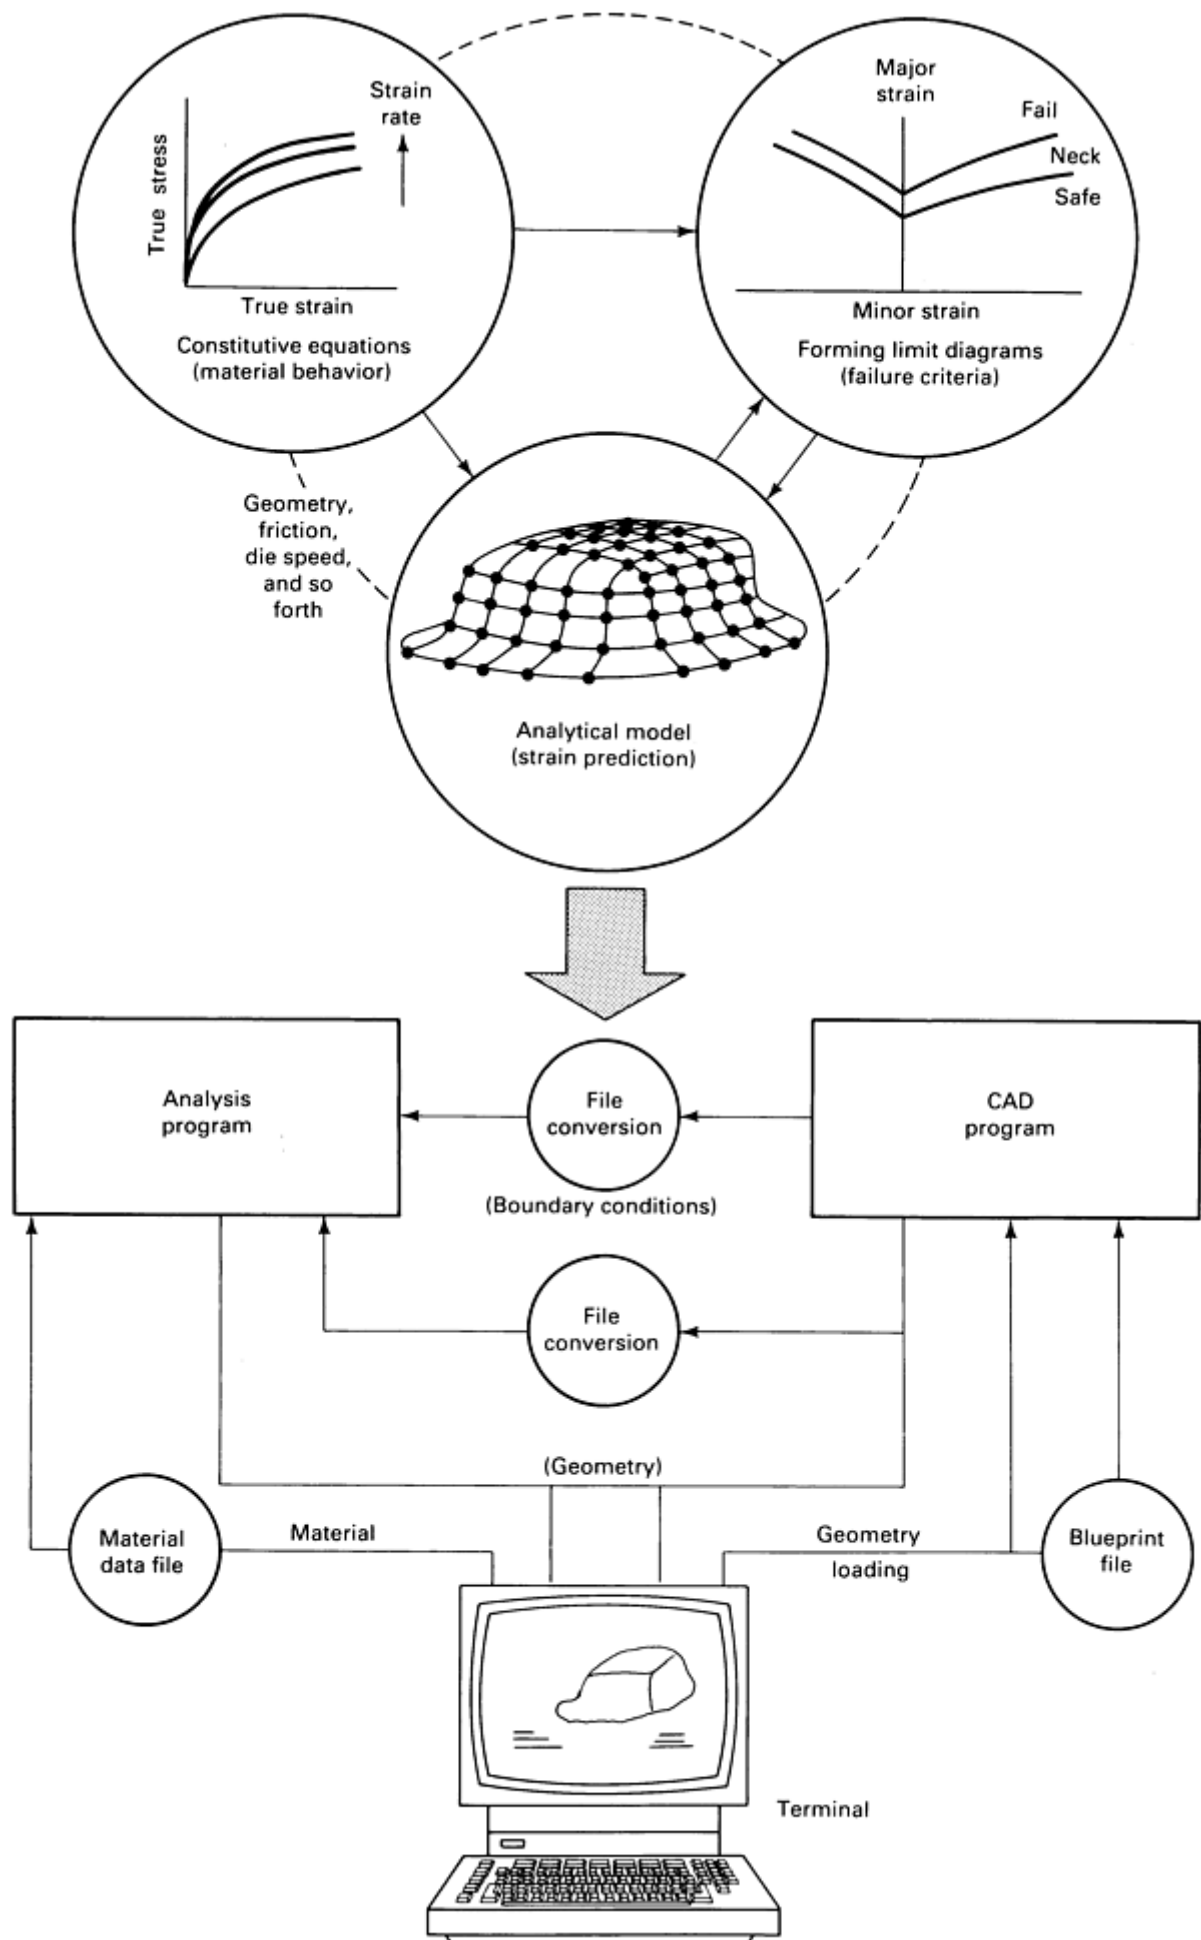 Strain
rate
True stress
True strain
Constitutive equations
(material behavior)
Major
strain
Fail
Neck
Safe
Minor strain
Forming limit diagrams
(failure criteria)
Geometry,
friction,
die speed,
and so
forth
Analytical model
(strain prediction)
Analysis
program
File
conversion
(Boundary conditions)
CAD
program
File
conversion
(Geometry)
Material
data file
Material
Geometry
loading
Blueprint
file
Terminal